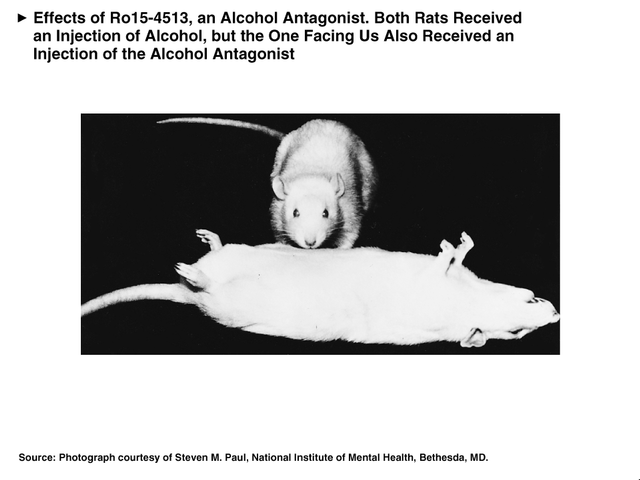 ► Effects of Ro15-4513, an Alcohol Antagonist. Both Rats Received
an Injection of Alcohol, but the One Facing Us Also Received an
Injection of the Alcohol Antagonist
Source: Photograph courtesy of Steven M. Paul, National Institute of Mental Health, Bethesda, MD.